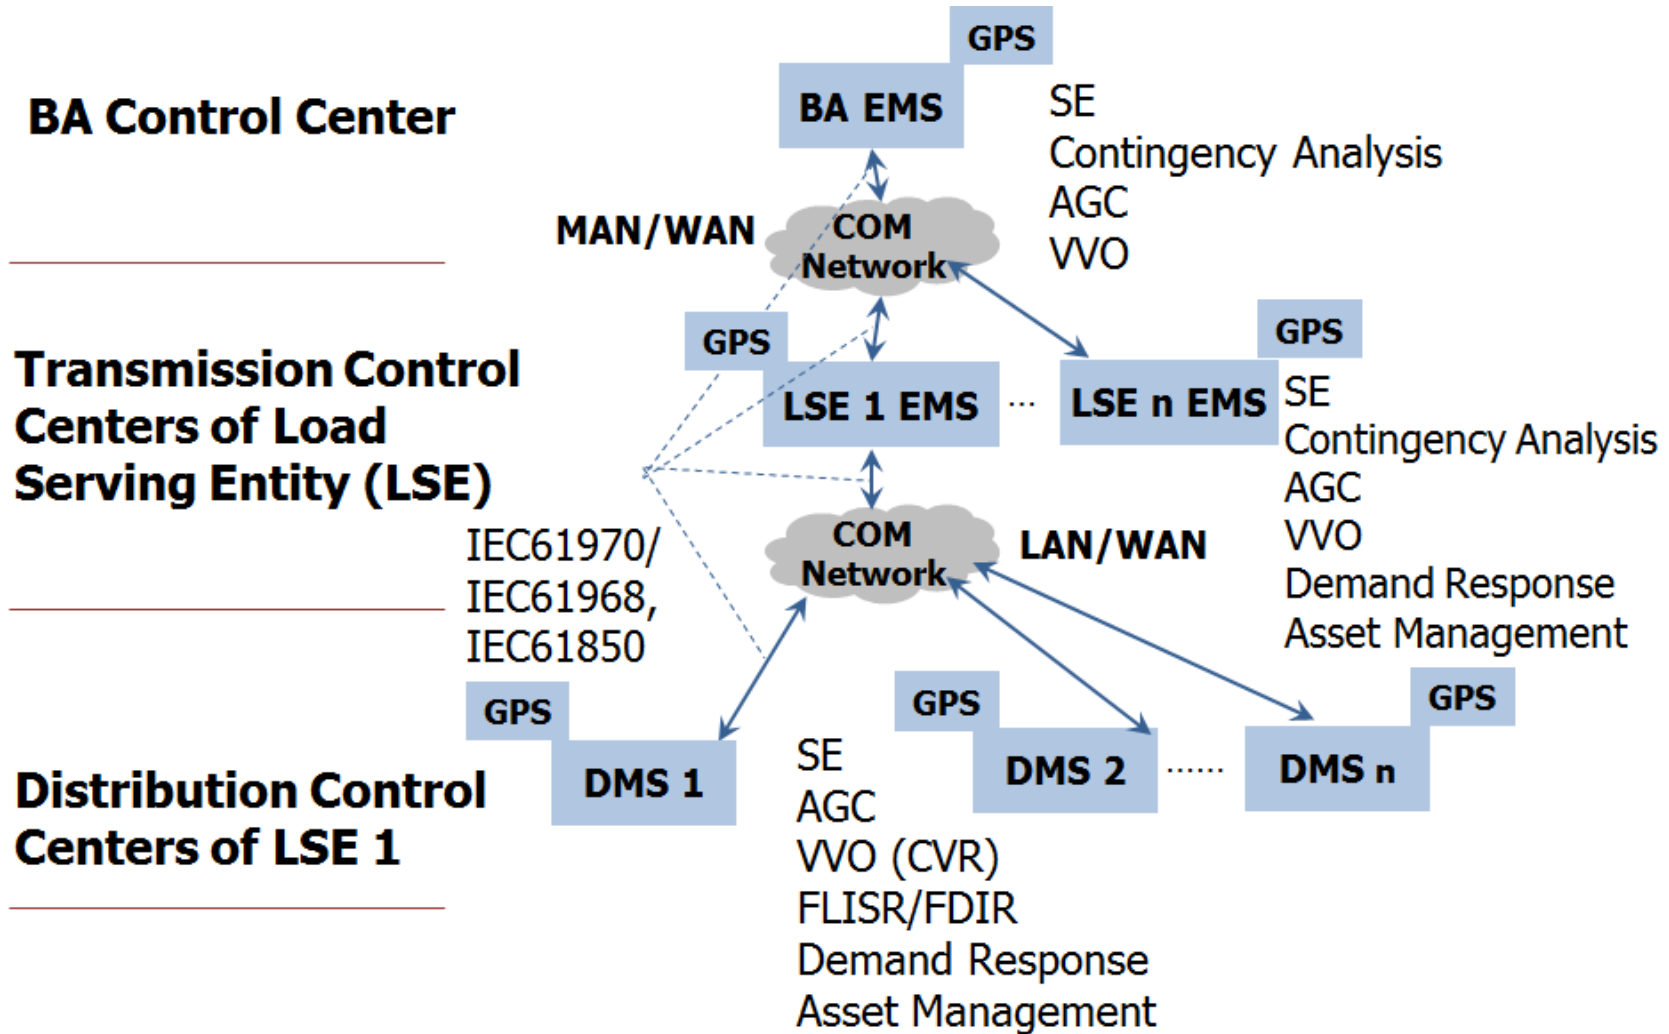 GPS
BA Control Center
BA EMS
SE
Contingency Analysis
AGC
VVO
MAN/WAN
COM
Network
Transmission Control
Centers of Load
Serving Entity (LSE)
GPS
LSE 1 EMS
...
LSE n EMS
GPS
SE
Contingency Analysis
AGC
VVO
Demand Response
Asset Management
IEC61970/
IEC61968,
IEC61850
COM
Network
LAN/WAN
Distribution Control
Centers of LSE 1
GPS
DMS 1
GPS
DMS 2
......
DMS n
GPS
SE
AGC
VVO (CVR)
FLISR/FDIR
Demand Response
Asset Management